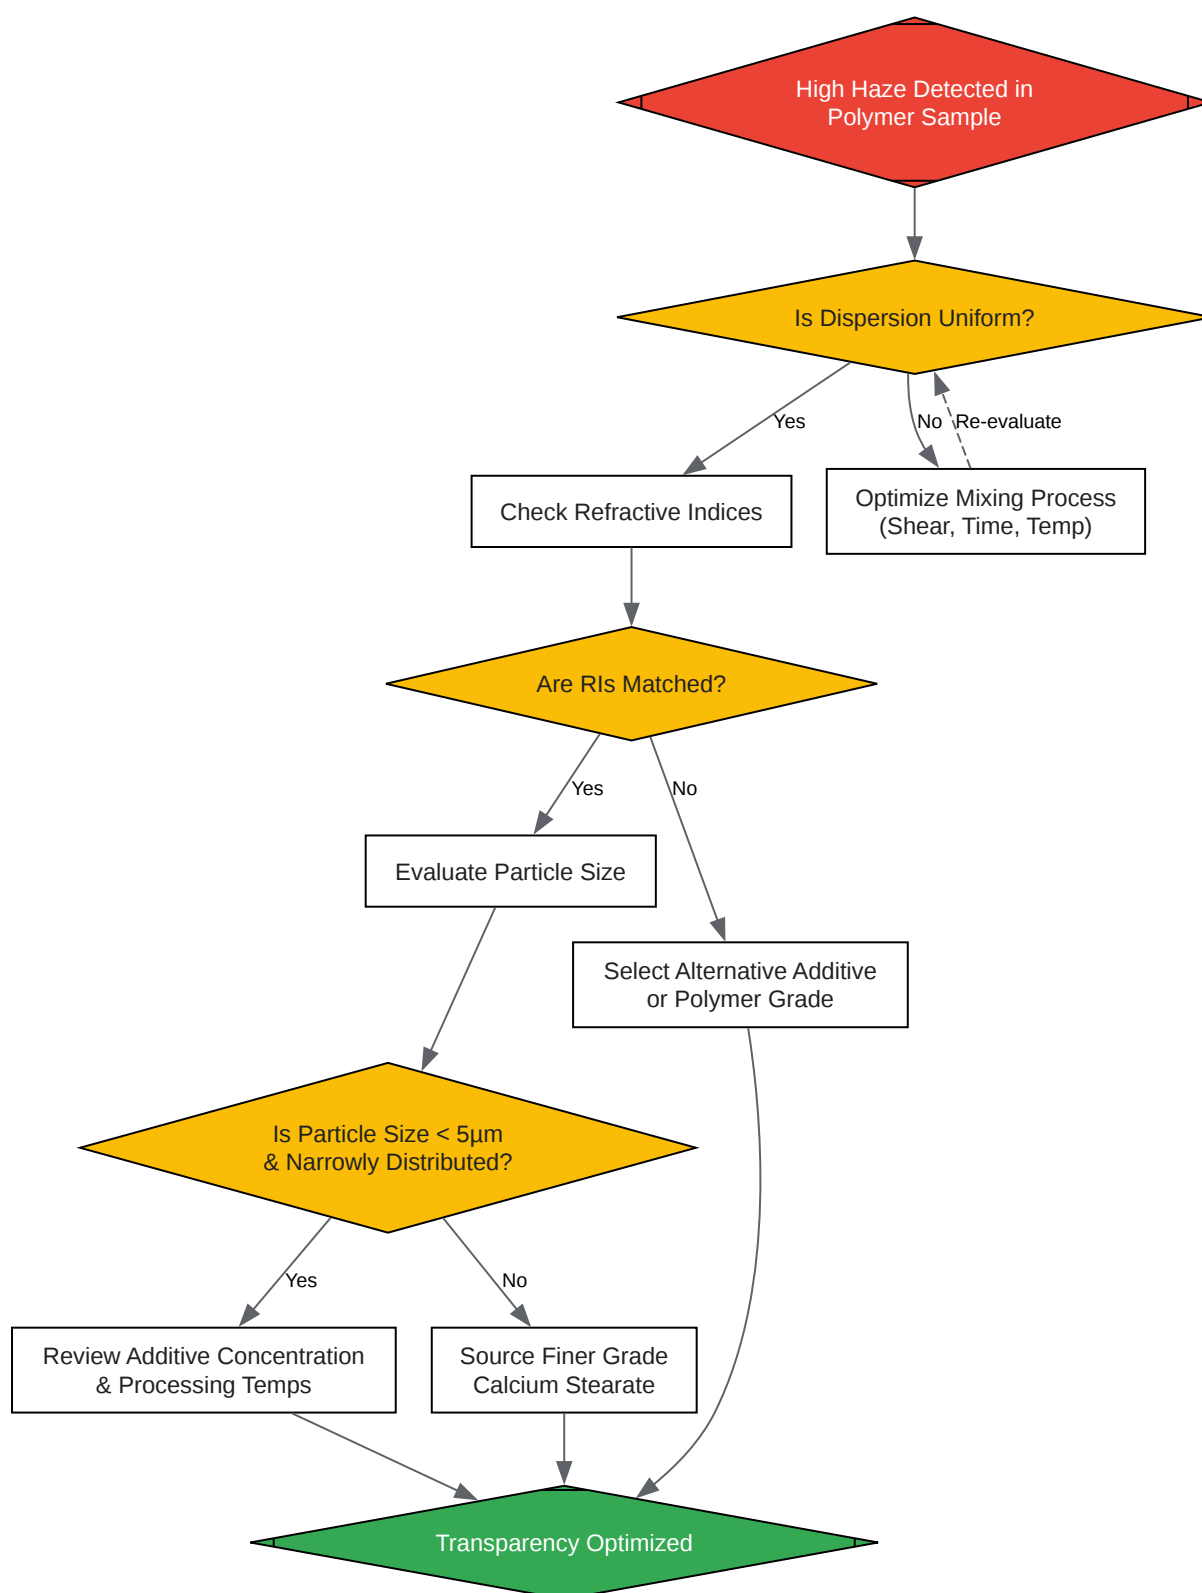 High Haze Detected in
Polymer Sample
Is Dispersion Uniform?
Yes
No
Re-evaluate
Check Refractive Indices
Optimize Mixing Process
(Shear, Time, Temp)
Are RIs Matched?
Yes
No
Evaluate Particle Size
Select Alternative Additive
or Polymer Grade
Is Particle Size < 5µm
& Narrowly Distributed?
Yes
No
Review Additive Concentration
& Processing Temps
Source Finer Grade
Calcium Stearate
Transparency Optimized